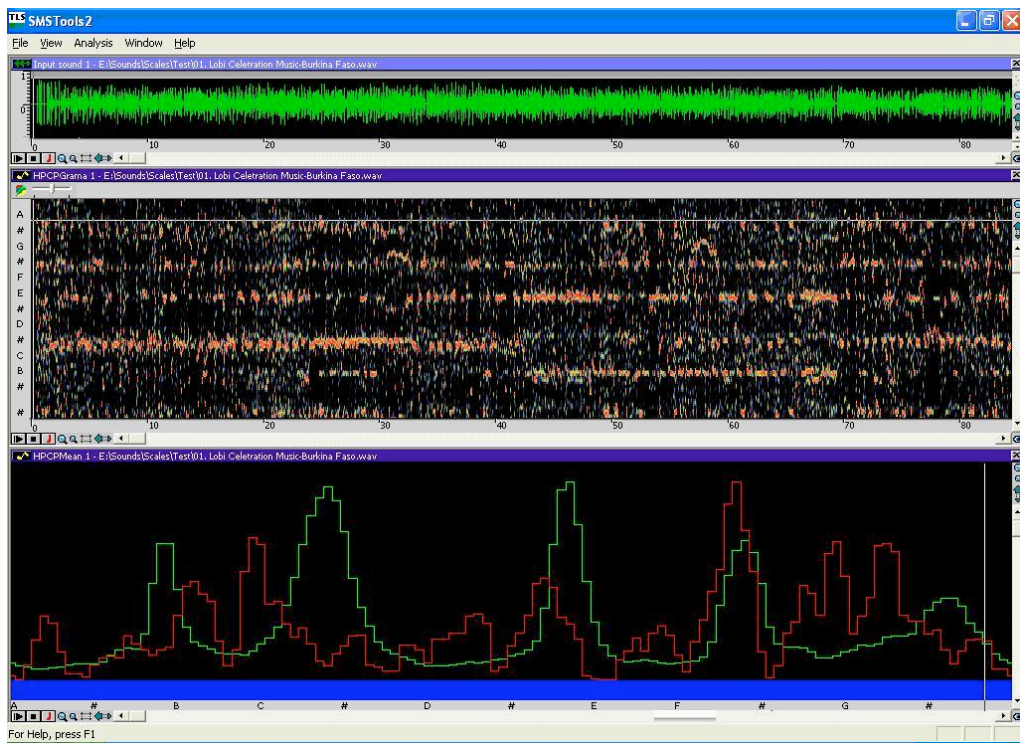 TLS SMSTools2
File View Analysis Window Help
Input sound 1 - E:\Sounds\Scales\Test\01. Lobi Celetration Music-Burkina Faso.wav
1
0
0 10 20 30 40 50 60 70 80
HPCPGrama 1 - E:\Sounds\Scales\Test\01. Lobi Celetration Music-Burkina Faso.wav
A
#
G
#
F
E
#
D
#
C
B
#
#
0 10 20 30 40 50 60 70 80
HPCPMean 1 - E:\Sounds\Scales\Test\01. Lobi Celetration Music-Burkina Faso.wav
A # B C # D # E F # G #
For Help, press F1